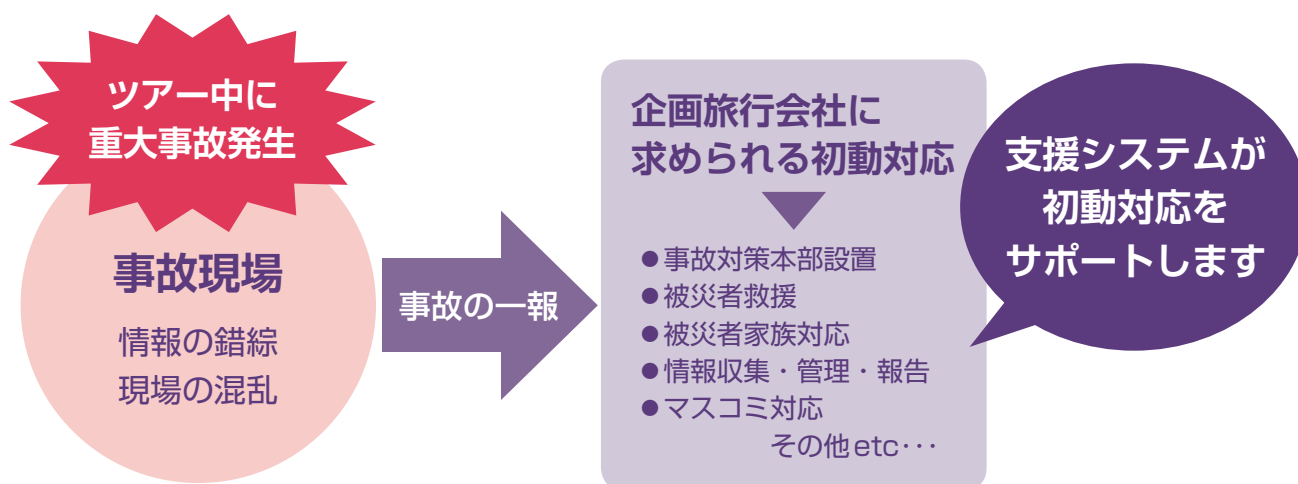 ツアー中に
重大事故発生
事故現場
情報の錯綜
現場の混乱
事故の一報
企画旅行会社に
求められる初動対応
●事故対策本部設置
●被災者救援
●被災者家族対応
●情報収集・管理・報告
●マスコミ対応
その他etc･･･
支援システムが
初動対応を
サポートします